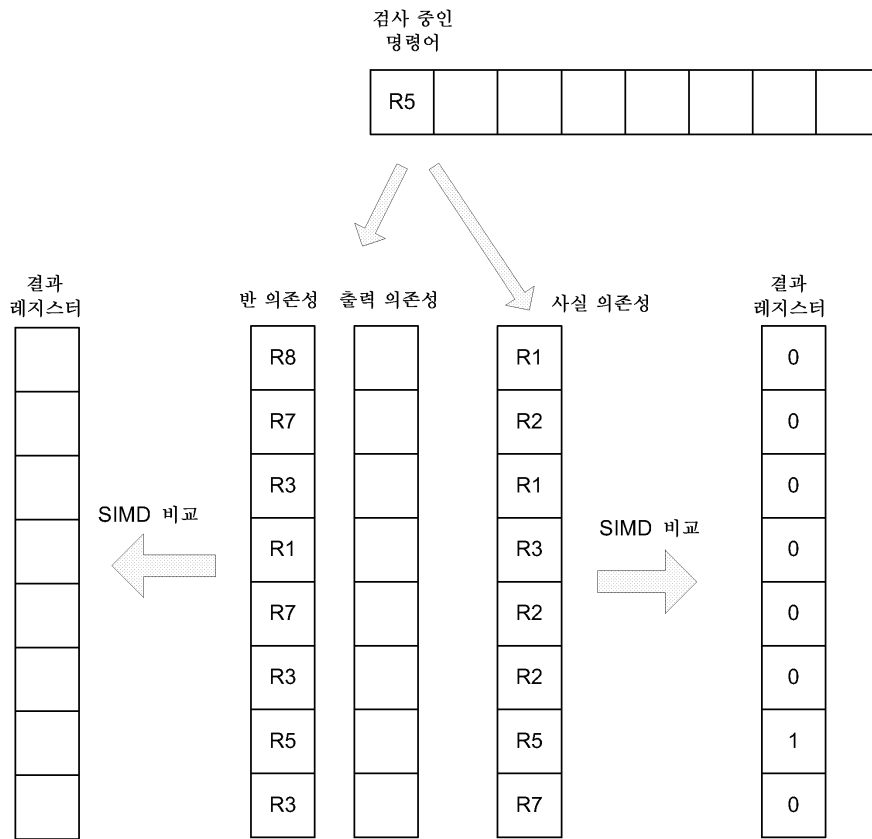 검사 중인
명령어
R5
결과
레지스터
반 의존성
출력 의존성
사실 의존성
결과
레지스터
R8
R1
0
R7
R2
0
R3
R1
0
R1
R3
0
R7
R2
0
R3
R2
0
R5
R5
1
R3
R7
0
SIMD 비교
SIMD 비교